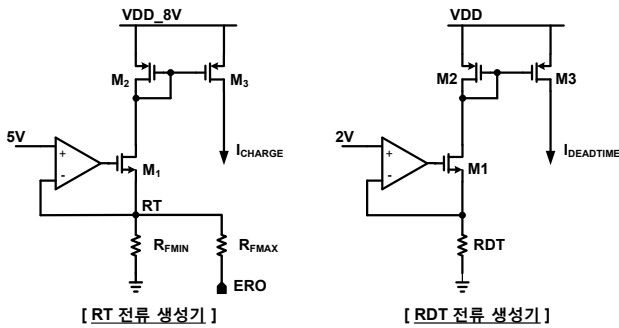 VDD_8V
M2
M3
5V
+
-
M1
ICHARGE
RT
RFMIN
RFMAX
ERO
[ RT 전류 생성기 ]
VDD
M2
M3
2V
+
-
M1
IDEADTIME
RDT
[ RDT 전류 생성기 ]